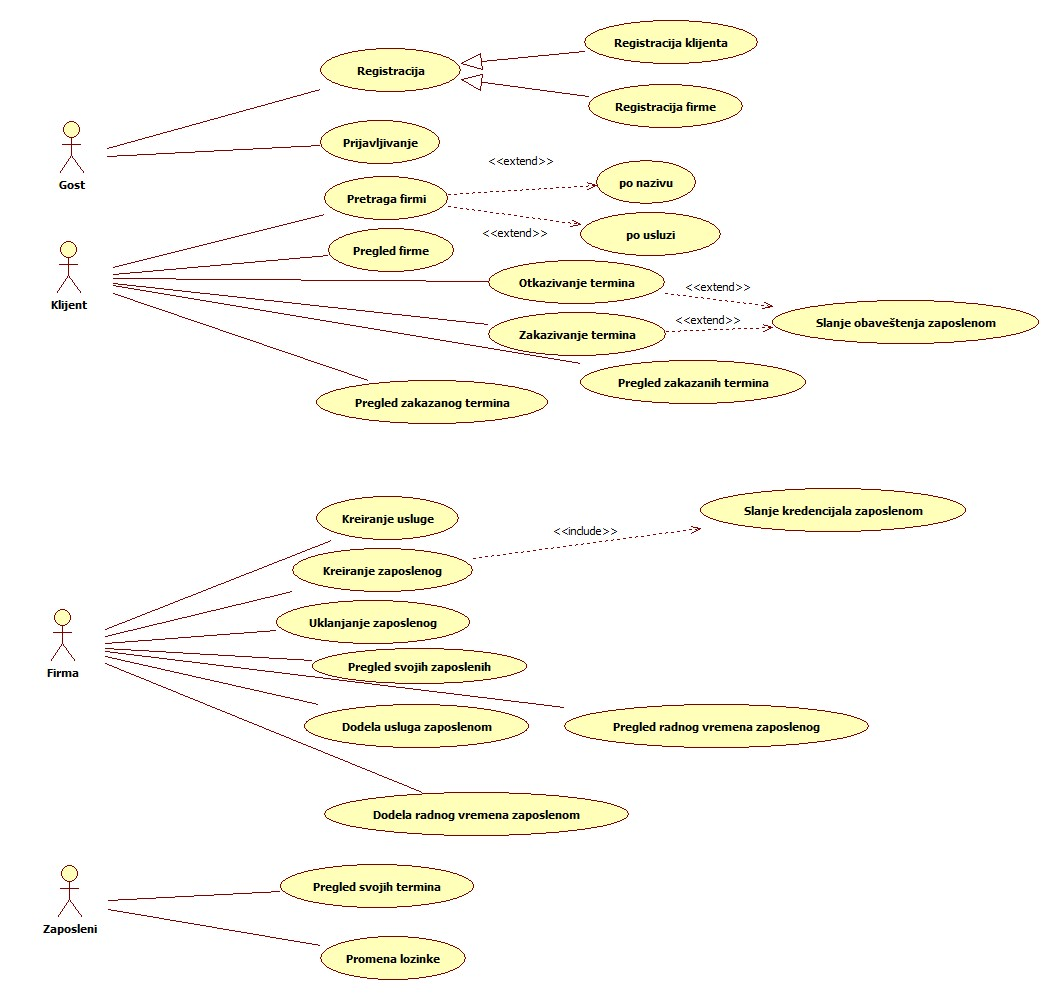 Registracija klijenta
Registracija
Registracija firme
Prijavljivanje
Gost
<<extend>>
po nazivu
Pretraga firmi
<<extend>>
po usluzi
Pregled firme
Klijent
Otkazivanje termina
<<extend>>
Slanje obaveštenja zaposlenom
<<extend>>
Zakazivanje termina
Pregled zakazanih termina
Pregled zakazanog termina
Kreiranje usluge
Slanje kredencijala zaposlenom
<<include>>
Kreiranje zaposlenog
Uklanjanje zaposlenog
Firma
Pregled svojih zaposlenih
Dodela usluga zaposlenom
Pregled radnog vremena zaposlenog
Dodela radnog vremena zaposlenom
Pregled svojih termina
Zaposleni
Promena lozinke